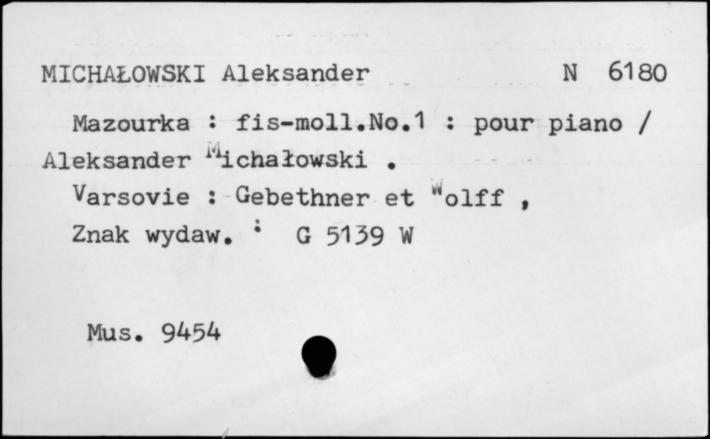 MICHAŁOWSKI Aleksander N 6180
Mazourka : fis-moll.No.1 : pour piano /
Aleksander Michałowski .
Varsovie : Gebethner et Wolff ,
Znak wydaw. : G 5139 W
Mus. 9454